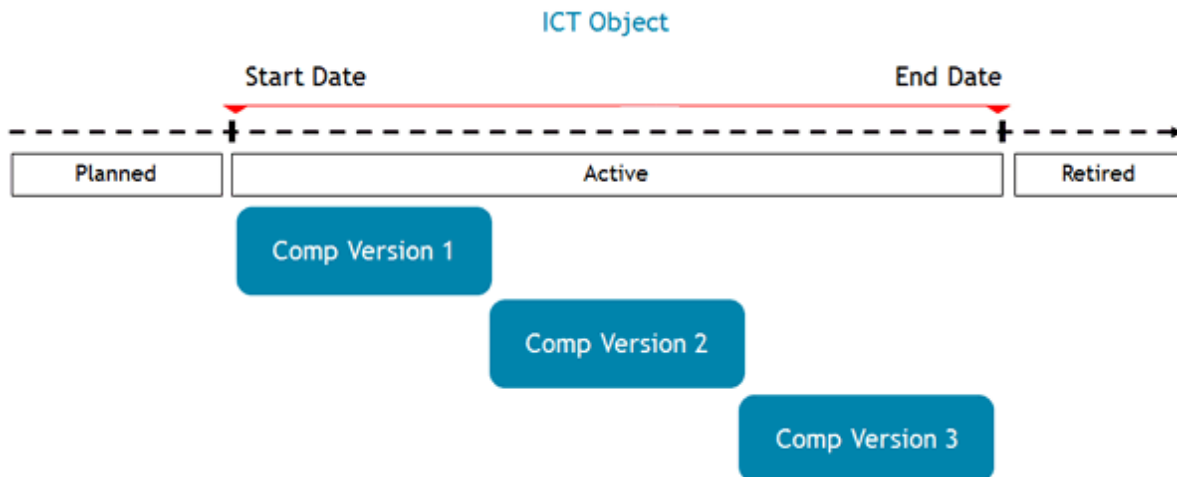 ICT Object
Start Date
End Date
Planned
Active
Retired
Comp Version 1
Comp Version 2
Comp Version 3